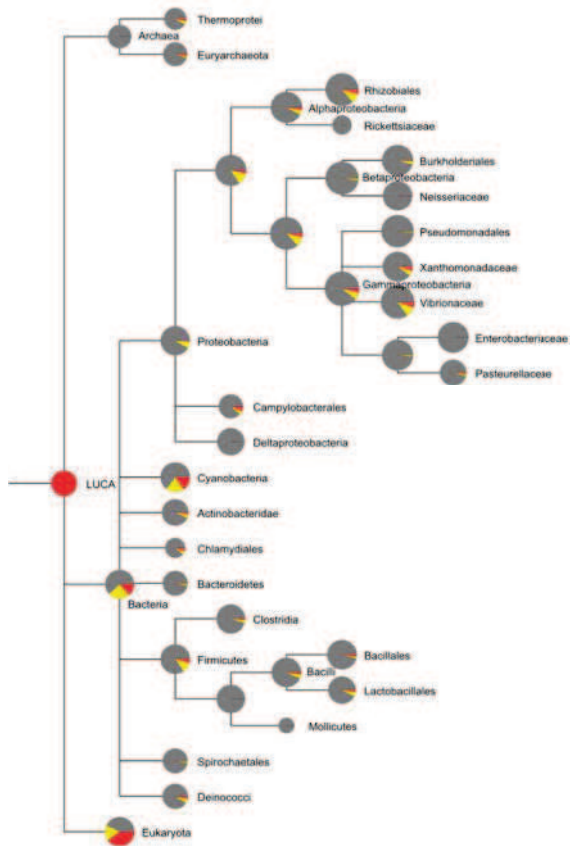 Thermoprotei
Archaea
Euryarchaeota
Rhizobiales
Alphaproteobacteria
Rickettsiaceae
Burkholderiales
Betaproteobacteria
Neisseriaceae
Pseudomonadales
Xanthomonadaceae
Gammaproteobacteria
Vibrionaceae
Enterobacteriaceae
Proteobacteria
Pasteurellaceae
Campylobacterales
Deltaproteobacteria
Cyanobacteria
LUCA
Actinobacteridae
Chlamydiales
Bacteroidetes
Bacteria
Clostridia
Firmicutes
Bacillales
Bacilli
Lactobacillales
Mollicutes
Spirochaetales
Deinococci
Eukaryota